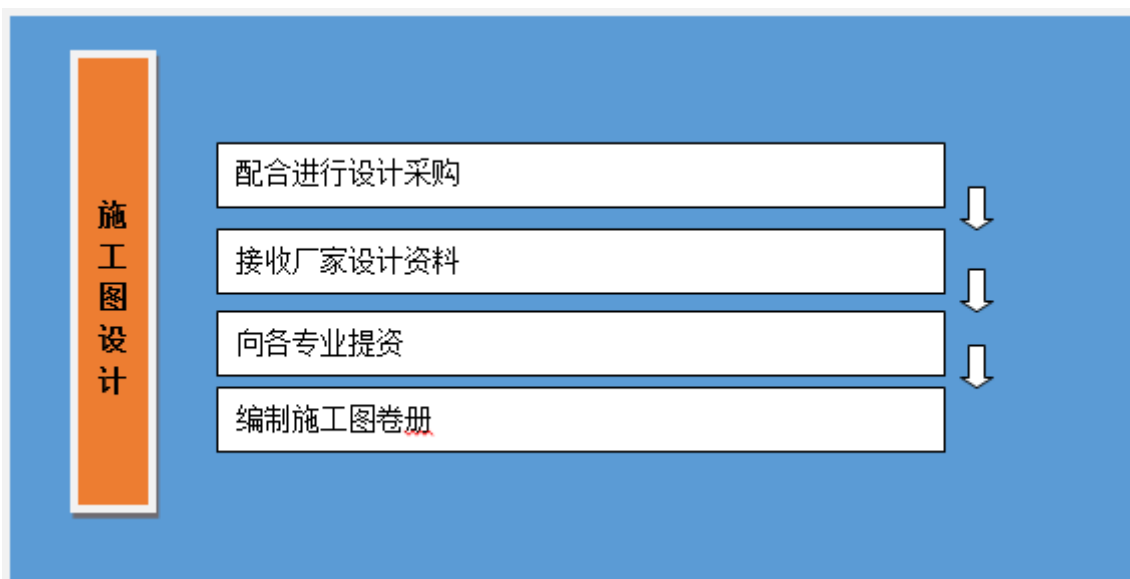 施工图设计
配合进行设计采购
接收厂家设计资料
向各专业提资
编制施工图卷册